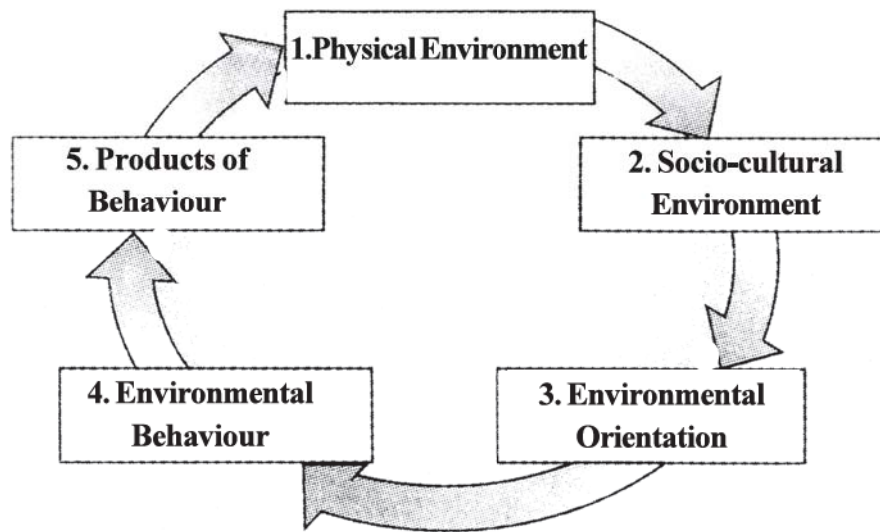 1.Physical Environment
2. Socio-cultural
Environment
3. Environmental
Orientation
4. Environmental
Behaviour
5. Products of
Behaviour